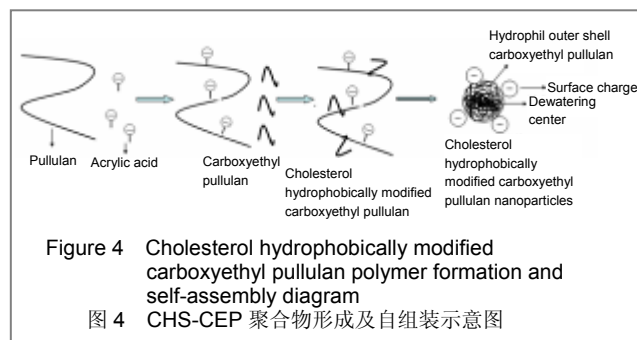 Hydrophil outer shell
carboxyethyl pullulan
Surface charge
Dewatering
center
Pullulan
Acrylic acid
Carboxyethyl
pullulan
Cholesterol
hydrophobically modified
carboxyethyl pullulan
Cholesterol
hydrophobically
modified carboxyethyl
pullulan nanoparticles
Figure 4 Cholesterol hydrophobically modified
carboxyethyl pullulan polymer formation and
self-assembly diagram
图 4 CHS-CEP 聚合物形成及自组装示意图